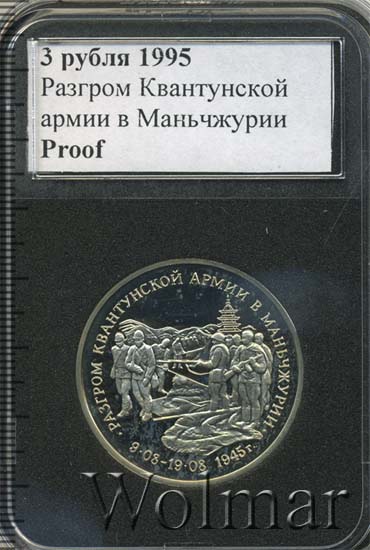 3 рубля 1995
Разгром Квантунской
армии в Маньчжурии
Proof
·РАЗГРОМ КВАНТУНСКОЙ АРМИИ В МАНЬЧЖУРИИ·
9·08-19·08 1945г.
Wolmar